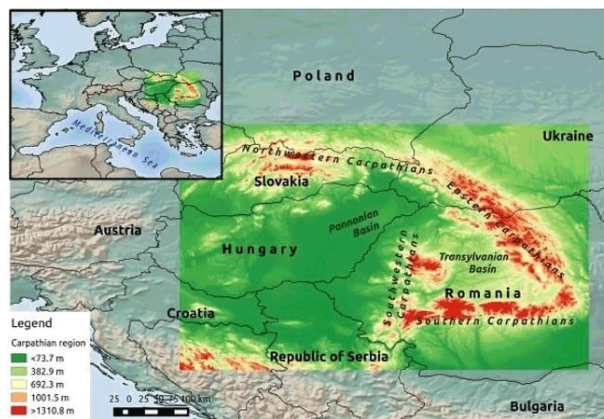 Mediterranean Sea
Poland
Ukraine
Northwestern Carpathians
Slovakia
Eastern Carpathians
Austria
Pannonian
Basin
Hungary
Southwestern
Carpathians
Transylvanian
Basin
Romania
Croatia
Southern Carpathians
Republic of Serbia
Bulgaria
Legend
Carpathian region
<73.7 m
382.9 m
692.3 m
1001.5 m
>1310.8 m
25 0 25 50 75 100 km